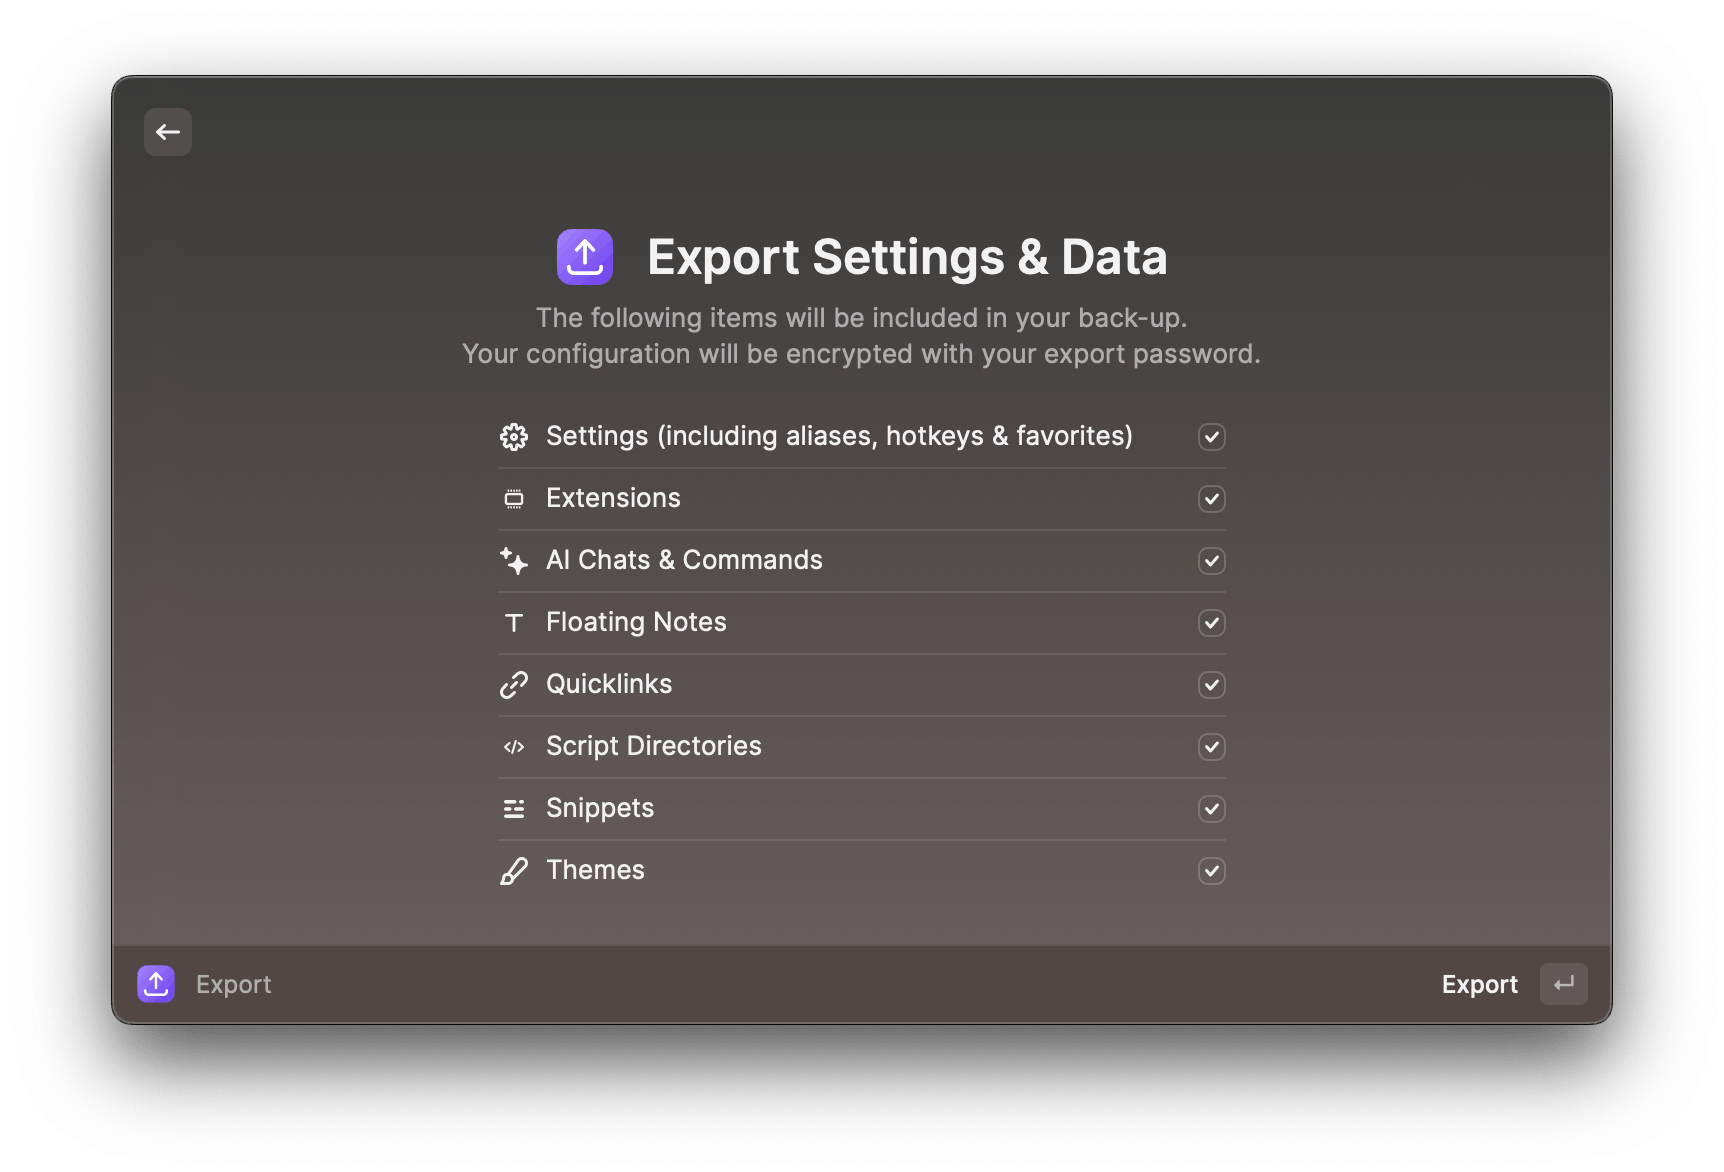 Export Settings & Data
The following items will be included in your back-up.
Your configuration will be encrypted with your export password.
Settings (including aliases, hotkeys & favorites)
Extensions
AI Chats & Commands
Floating Notes
Quicklinks
Script Directories
Snippets
Themes
Export
Export